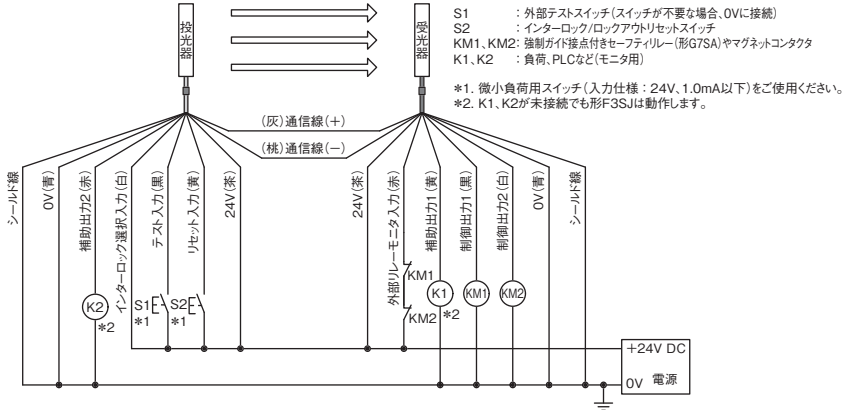 投光器
受光器
S1 : 外部テストスイッチ(スイッチが不要な場合、0Vに接続)
S2 : インターロック/ロックアウトリセットスイッチ
KM1、KM2: 強制ガイド接点付きセーフティリレー(形G7SA)やマグネットコンタクタ
K1、K2 : 負荷、PLCなど(モニタ用)
*1. 微小負荷用スイッチ(入力仕様:24V、1.0mA以下)をご使用ください。
*2. K1、K2が未接続でも形F3SJは動作します。
(灰)通信線(+)
(桃)通信線(−)
シールド線
0V(青)
補助出力2(赤)
インターロック選択入力(白)
テスト入力(黒)
リセット入力(黄)
24V(茶)
24V(茶)
外部リレーモニタ入力(赤)
補助出力1(黄)
制御出力1(黒)
制御出力2(白)
0V(青)
シールド線
K2
*2
S1
*1
S2
*1
KM1
KM2
K1
*2
KM1
KM2
+24V DC
0V 電源